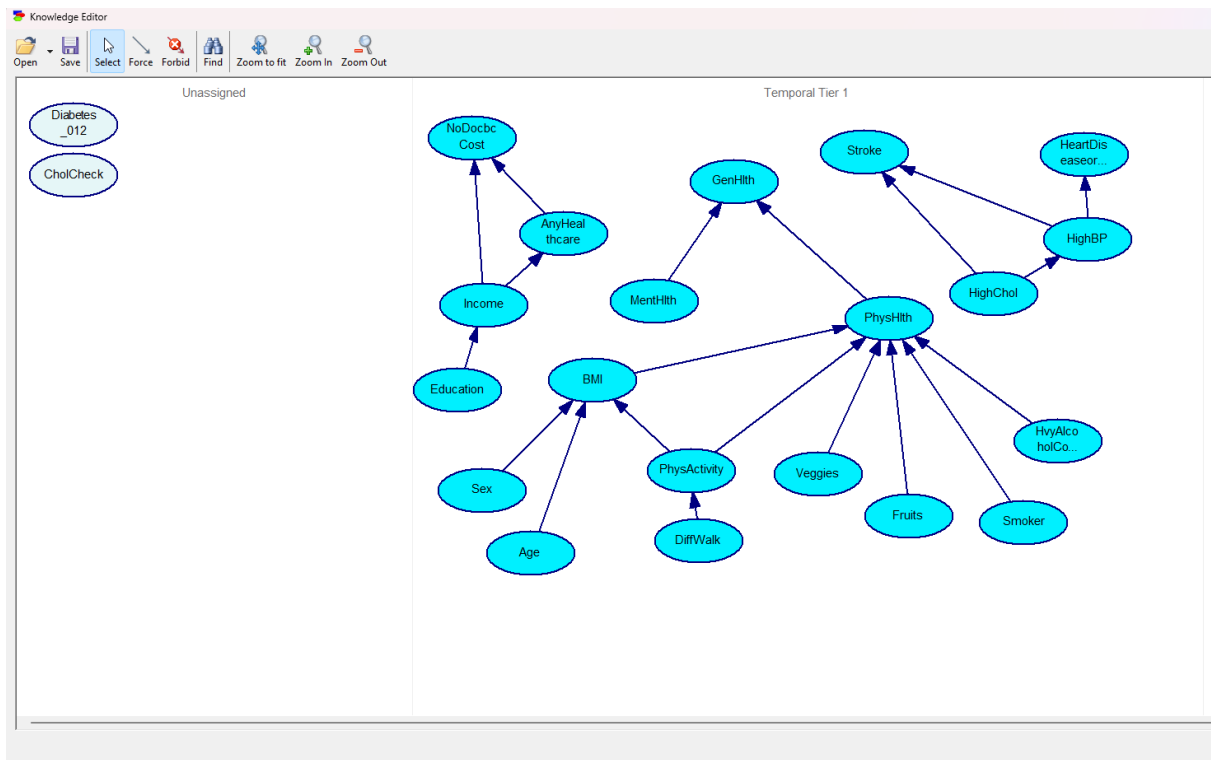 Knowledge Editor
Open Save Select Force Forbid Find Zoom to fit Zoom In Zoom Out
Unassigned
Temporal Tier 1
Diabetes
_012
CholCheck
NoDocbc
Cost
AnyHeal
thcare
Income
Education
GenHlth
MentHlth
Stroke
HeartDis
easeor...
HighBP
HighChol
PhysHlth
BMI
Sex
Age
PhysActivity
DiffWalk
Veggies
Fruits
Smoker
HvyAlco
holCo...